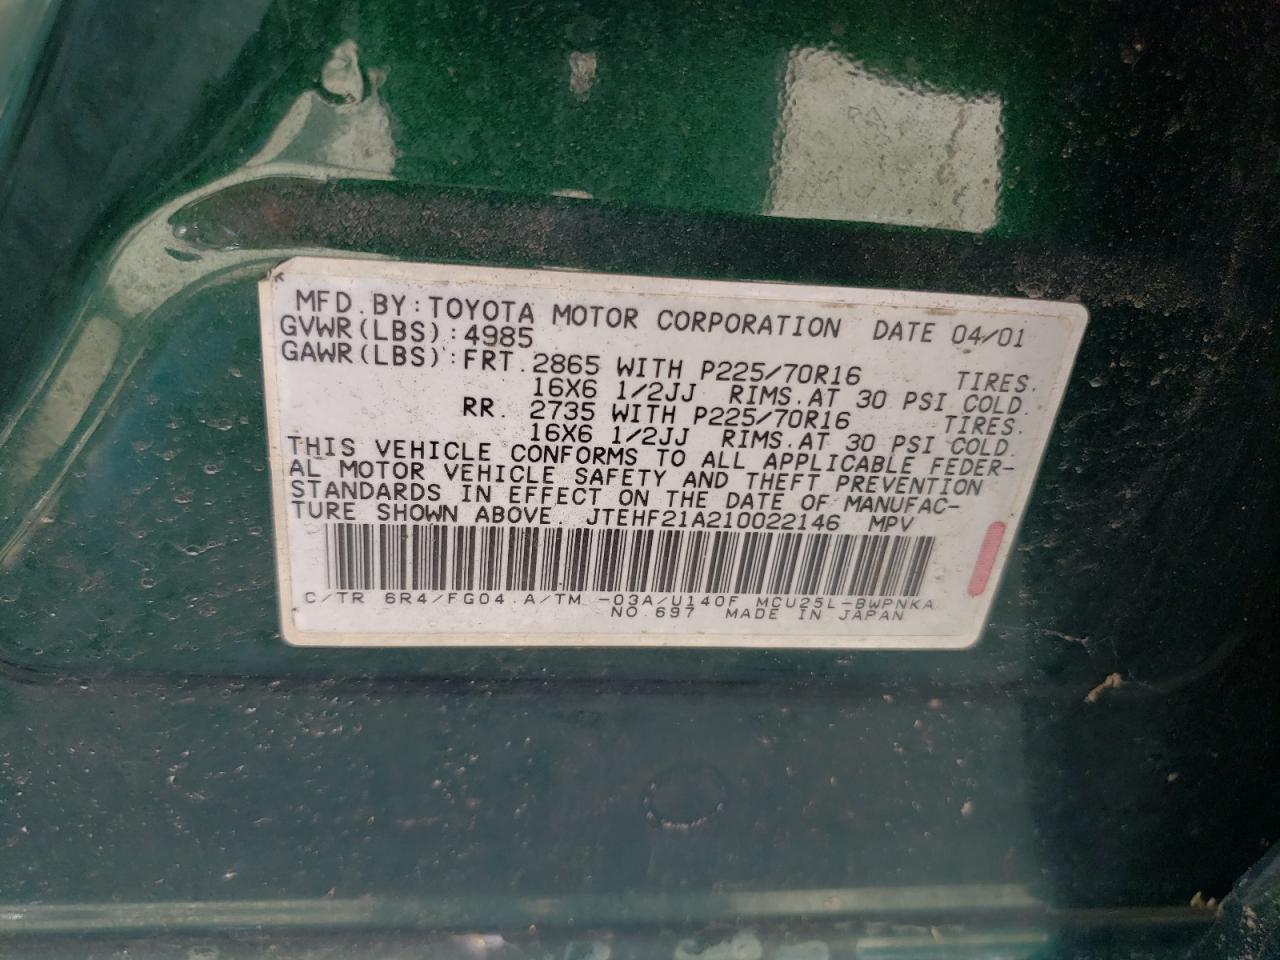 MFD. BY: TOYOTA MOTOR CORPORATION DATE 04/01
GVWR(LBS):4985
GAWR(LBS):FRT. 2865 WITH P225/70R16 TIRES.
16X6 1/2JJ RIMS.AT 30 PSI COLD.
RR. 2735 WITH P225/70R16 TIRES.
16X6 1/2JJ RIMS.AT 30 PSI COLD.
THIS VEHICLE CONFORMS TO ALL APPLICABLE FEDER-
AL MOTOR VEHICLE SAFETY AND THEFT PREVENTION
STANDARDS IN EFFECT ON THE DATE OF MANUFAC-
TURE SHOWN ABOVE. JTEHF21A210022146 MPV
C/TR 6R4/FG04.A/TM -03A/U140F MCU25L-BWPNKA
NO.697 MADE IN JAPAN